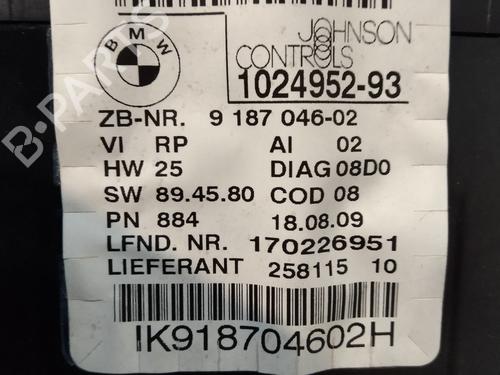 BMW
JOHNSON
CONTROLS
1024952-93
ZB-NR. 9 187 046-02
VI RP AI 02
HW 25 DIAG 08D0
SW 89.45.80 COD 08
PN 884 18.08.09
LFND. NR. 170226951
LIEFERANT 258115 10
IK918704602H
B-PARTS